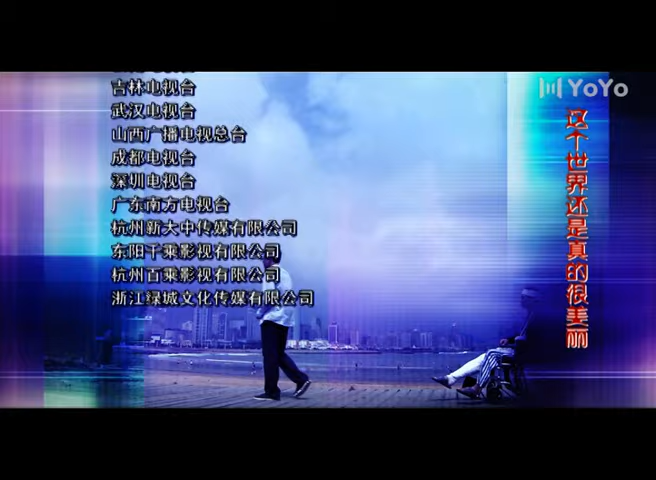 吉林电视台
武汉电视台
山西广播电视总台
成都电视台
深圳电视台
广东南方电视台
杭州新大中传媒有限公司
东阳千乘影视有限公司
杭州百乘影视有限公司
浙江绿城文化传媒有限公司
YoYo
这个世界还是真的很美丽